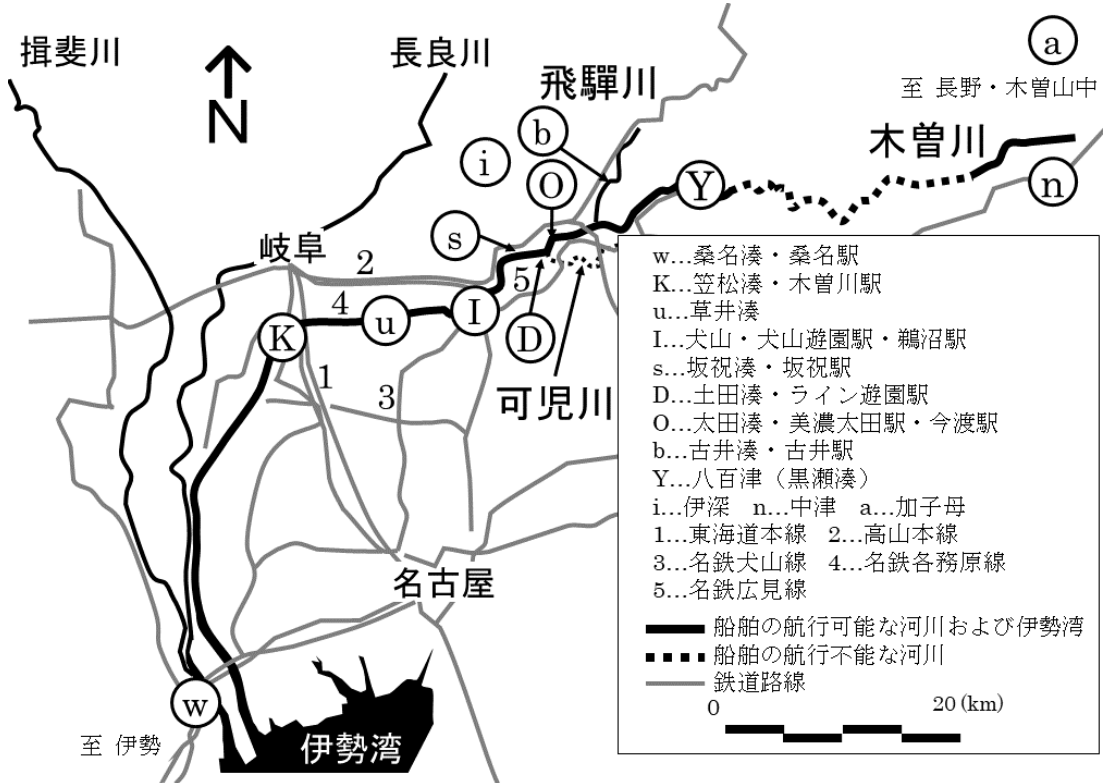 揖斐川
長良川
飛驒川
a
至 長野・木曽山中
木曽川
N
b
i
O
Y
n
s
岐阜
2
5
4
u
I
D
K
1
3
可児川
名古屋
w
至 伊勢
伊勢湾
w…桑名湊・桑名駅
K…笠松湊・木曽川駅
u…草井湊
I…犬山・犬山遊園駅・鵜沼駅
s…坂祝湊・坂祝駅
D…土田湊・ライン遊園駅
O…太田湊・美濃太田駅・今渡駅
b…古井湊・古井駅
Y…八百津（黒瀬湊）
i…伊深 n…中津 a…加子母
1…東海道本線 2…高山本線
3…名鉄犬山線 4…名鉄各務原線
5…名鉄広見線
船舶の航行可能な河川および伊勢湾
船舶の航行不能な河川
鉄道路線
0 20 (km)